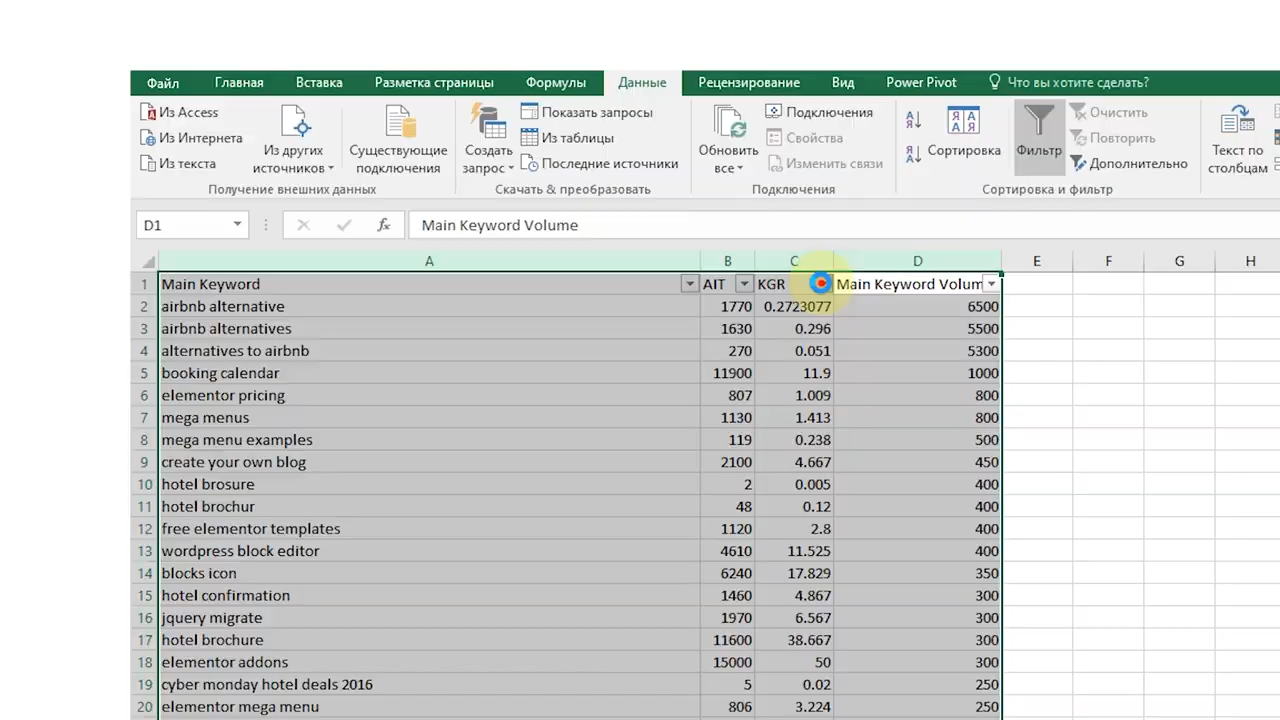 Файл Главная Вставка Разметка страницы Формулы Данные Рецензирование Вид Power Pivot Что вы хотите сделать?
Из Access
Из Интернета
Из текста
Из других источников
Существующие подключения
Получение внешних данных
Создать запрос
Показать запросы
Из таблицы
Последние источники
Скачать & преобразовать
Обновить все
Подключения
Свойства
Изменить связи
Подключения
Сортировка
Фильтр
Очистить
Повторить
Дополнительно
Сортировка и фильтр
Текст по столбцам
D1 fx Main Keyword Volume
A B C D E F G H
1 Main Keyword AIT KGR Main Keyword Volum
2 airbnb alternative 1770 0.2723077 6500
3 airbnb alternatives 1630 0.296 5500
4 alternatives to airbnb 270 0.051 5300
5 booking calendar 11900 11.9 1000
6 elementor pricing 807 1.009 800
7 mega menus 1130 1.413 800
8 mega menu examples 119 0.238 500
9 create your own blog 2100 4.667 450
10 hotel brosure 2 0.005 400
11 hotel brochur 48 0.12 400
12 free elementor templates 1120 2.8 400
13 wordpress block editor 4610 11.525 400
14 blocks icon 6240 17.829 350
15 hotel confirmation 1460 4.867 300
16 jquery migrate 1970 6.567 300
17 hotel brochure 11600 38.667 300
18 elementor addons 15000 50 300
19 cyber monday hotel deals 2016 5 0.02 250
20 elementor mega menu 806 3.224 250